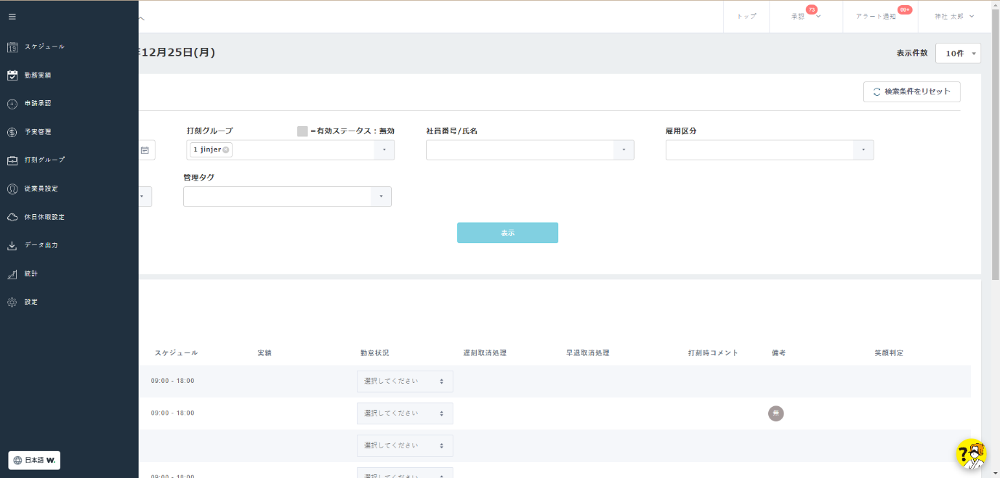 へ
トップ
承認
73
アラート通知
99+
神社 太郎
スケジュール
勤務実績
申請承認
予実管理
打刻グループ
従業員設定
休日休暇設定
データ出力
統計
設定
日本語 W.
12月25日(月)
表示件数
10件
検索条件をリセット
打刻グループ
=有効ステータス：無効
社員番号/氏名
雇用区分
1 jinjer
管理タグ
表示
スケジュール 実績 勤怠状況 遅刻取消処理 早退取消処理 打刻時コメント 備考 笑顔判定
09:00 - 18:00 選択してください
09:00 - 18:00 選択してください 無
選択してください
09:00 - 18:00 選択してください